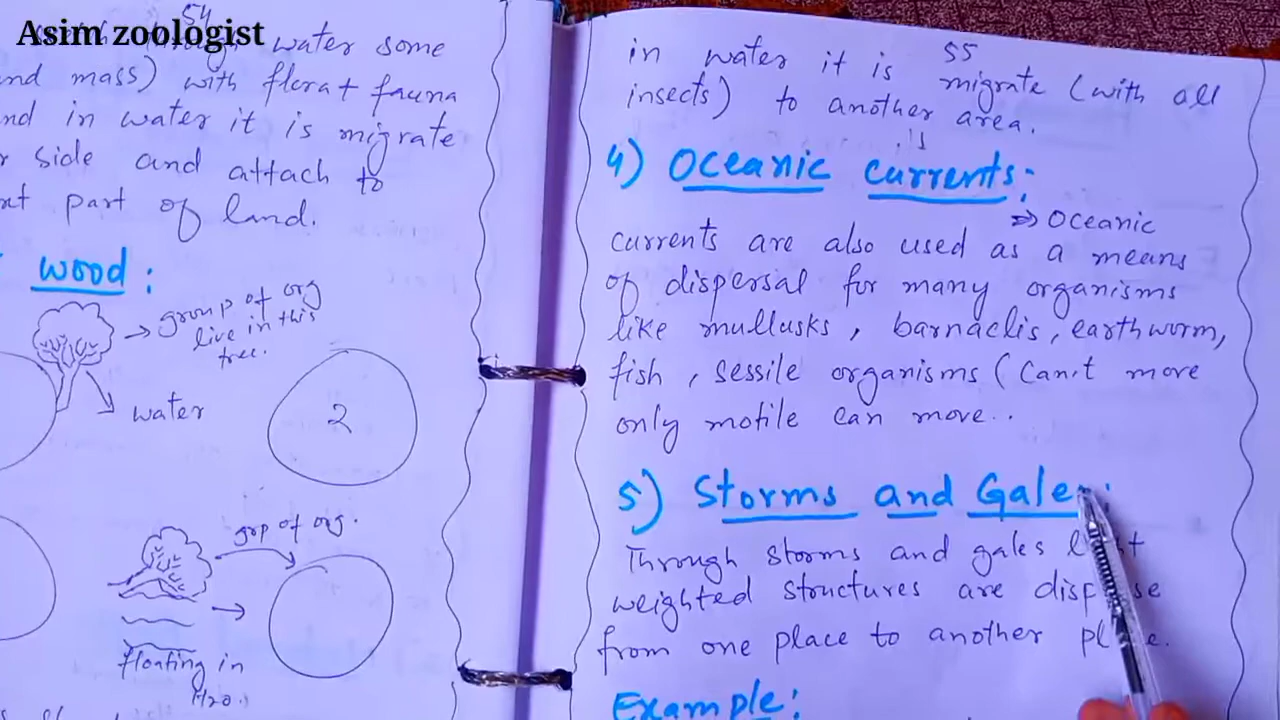 Asim zoologist
54
through water some
nd mass) with flora + fauna
nd in water it is migrate
r side and attach to
part of land.
wood:
group of org
live in this
tree.
water
2
grp of org.
floating in
H2O.
55
in water it is migrate (with all
insects) to another area.
4) Oceanic currents:
⇒ Oceanic
currents are also used as a means
of dispersal for many organisms
like mullusks, barnaclis, earthworm,
fish, sessile organisms (Can't move
only motile can move..
5) Storms and Gales:
Through storms and gales light
weighted structures are
from one place to another
Example: